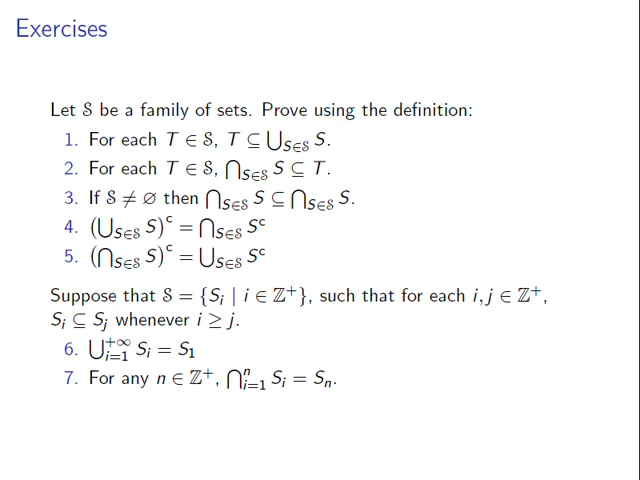 Exercises
Let 𝒮 be a family of sets. Prove using the definition:
1. For each T ∈ 𝒮, T ⊆ ⋃_{S∈𝒮} S.
2. For each T ∈ 𝒮, ⋂_{S∈𝒮} S ⊆ T.
3. If 𝒮 ≠ ∅ then ⋂_{S∈𝒮} S ⊆ ⋂_{S∈𝒮} S.
4. (⋃_{S∈𝒮} S)^c = ⋂_{S∈𝒮} S^c
5. (⋂_{S∈𝒮} S)^c = ⋃_{S∈𝒮} S^c
Suppose that 𝒮 = {S_i | i ∈ ℤ⁺}, such that for each i, j ∈ ℤ⁺,
S_i ⊆ S_j whenever i ≥ j.
6. ⋃_{i=1}^{+∞} S_i = S_1
7. For any n ∈ ℤ⁺, ⋂_{i=1}^{n} S_i = S_n.